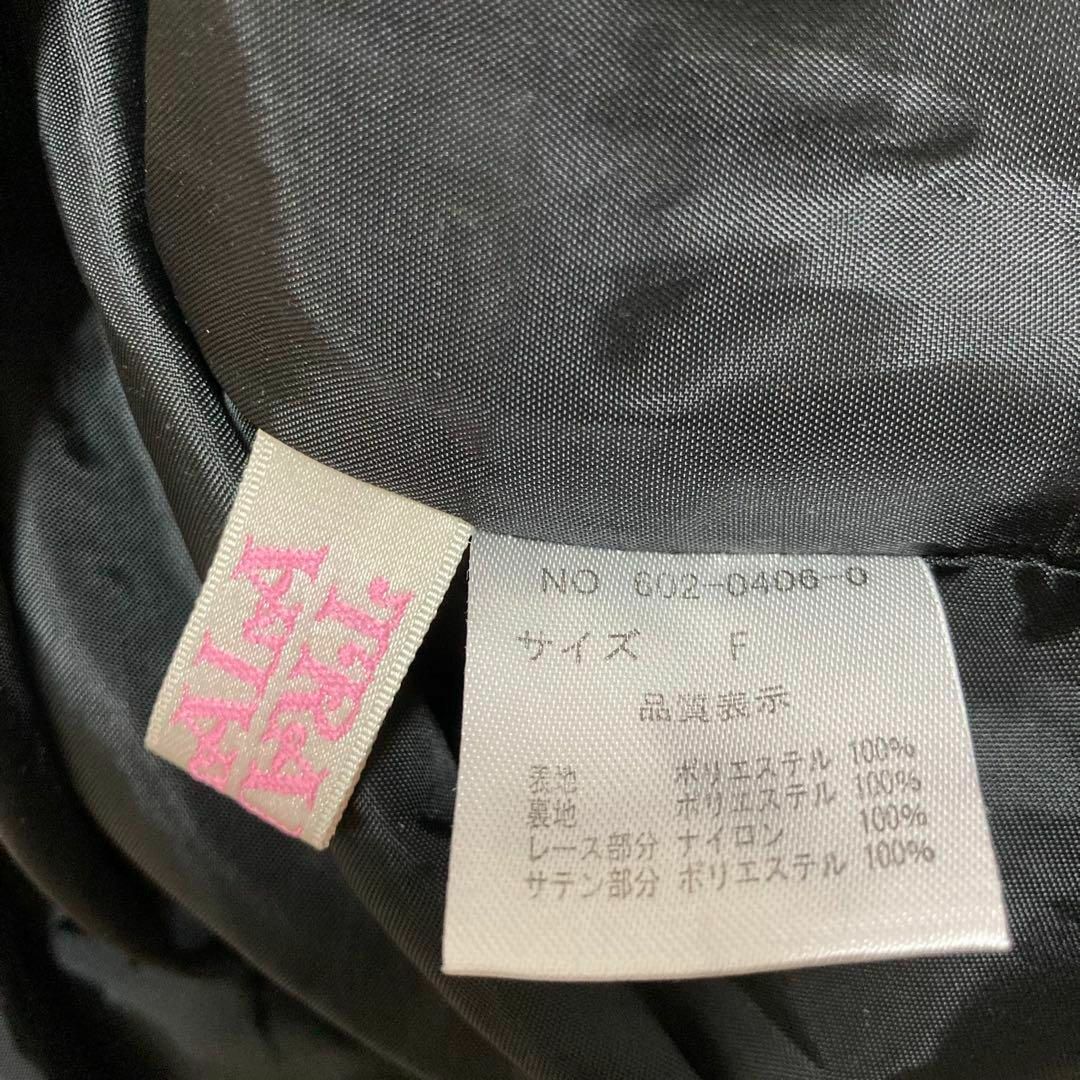 NO 602-0406-0
サイズ F
品質表示
表地 ポリエステル 100%
裏地 ポリエステル 100%
レース部分 ナイロン 100%
サテン部分 ポリエステル 100%